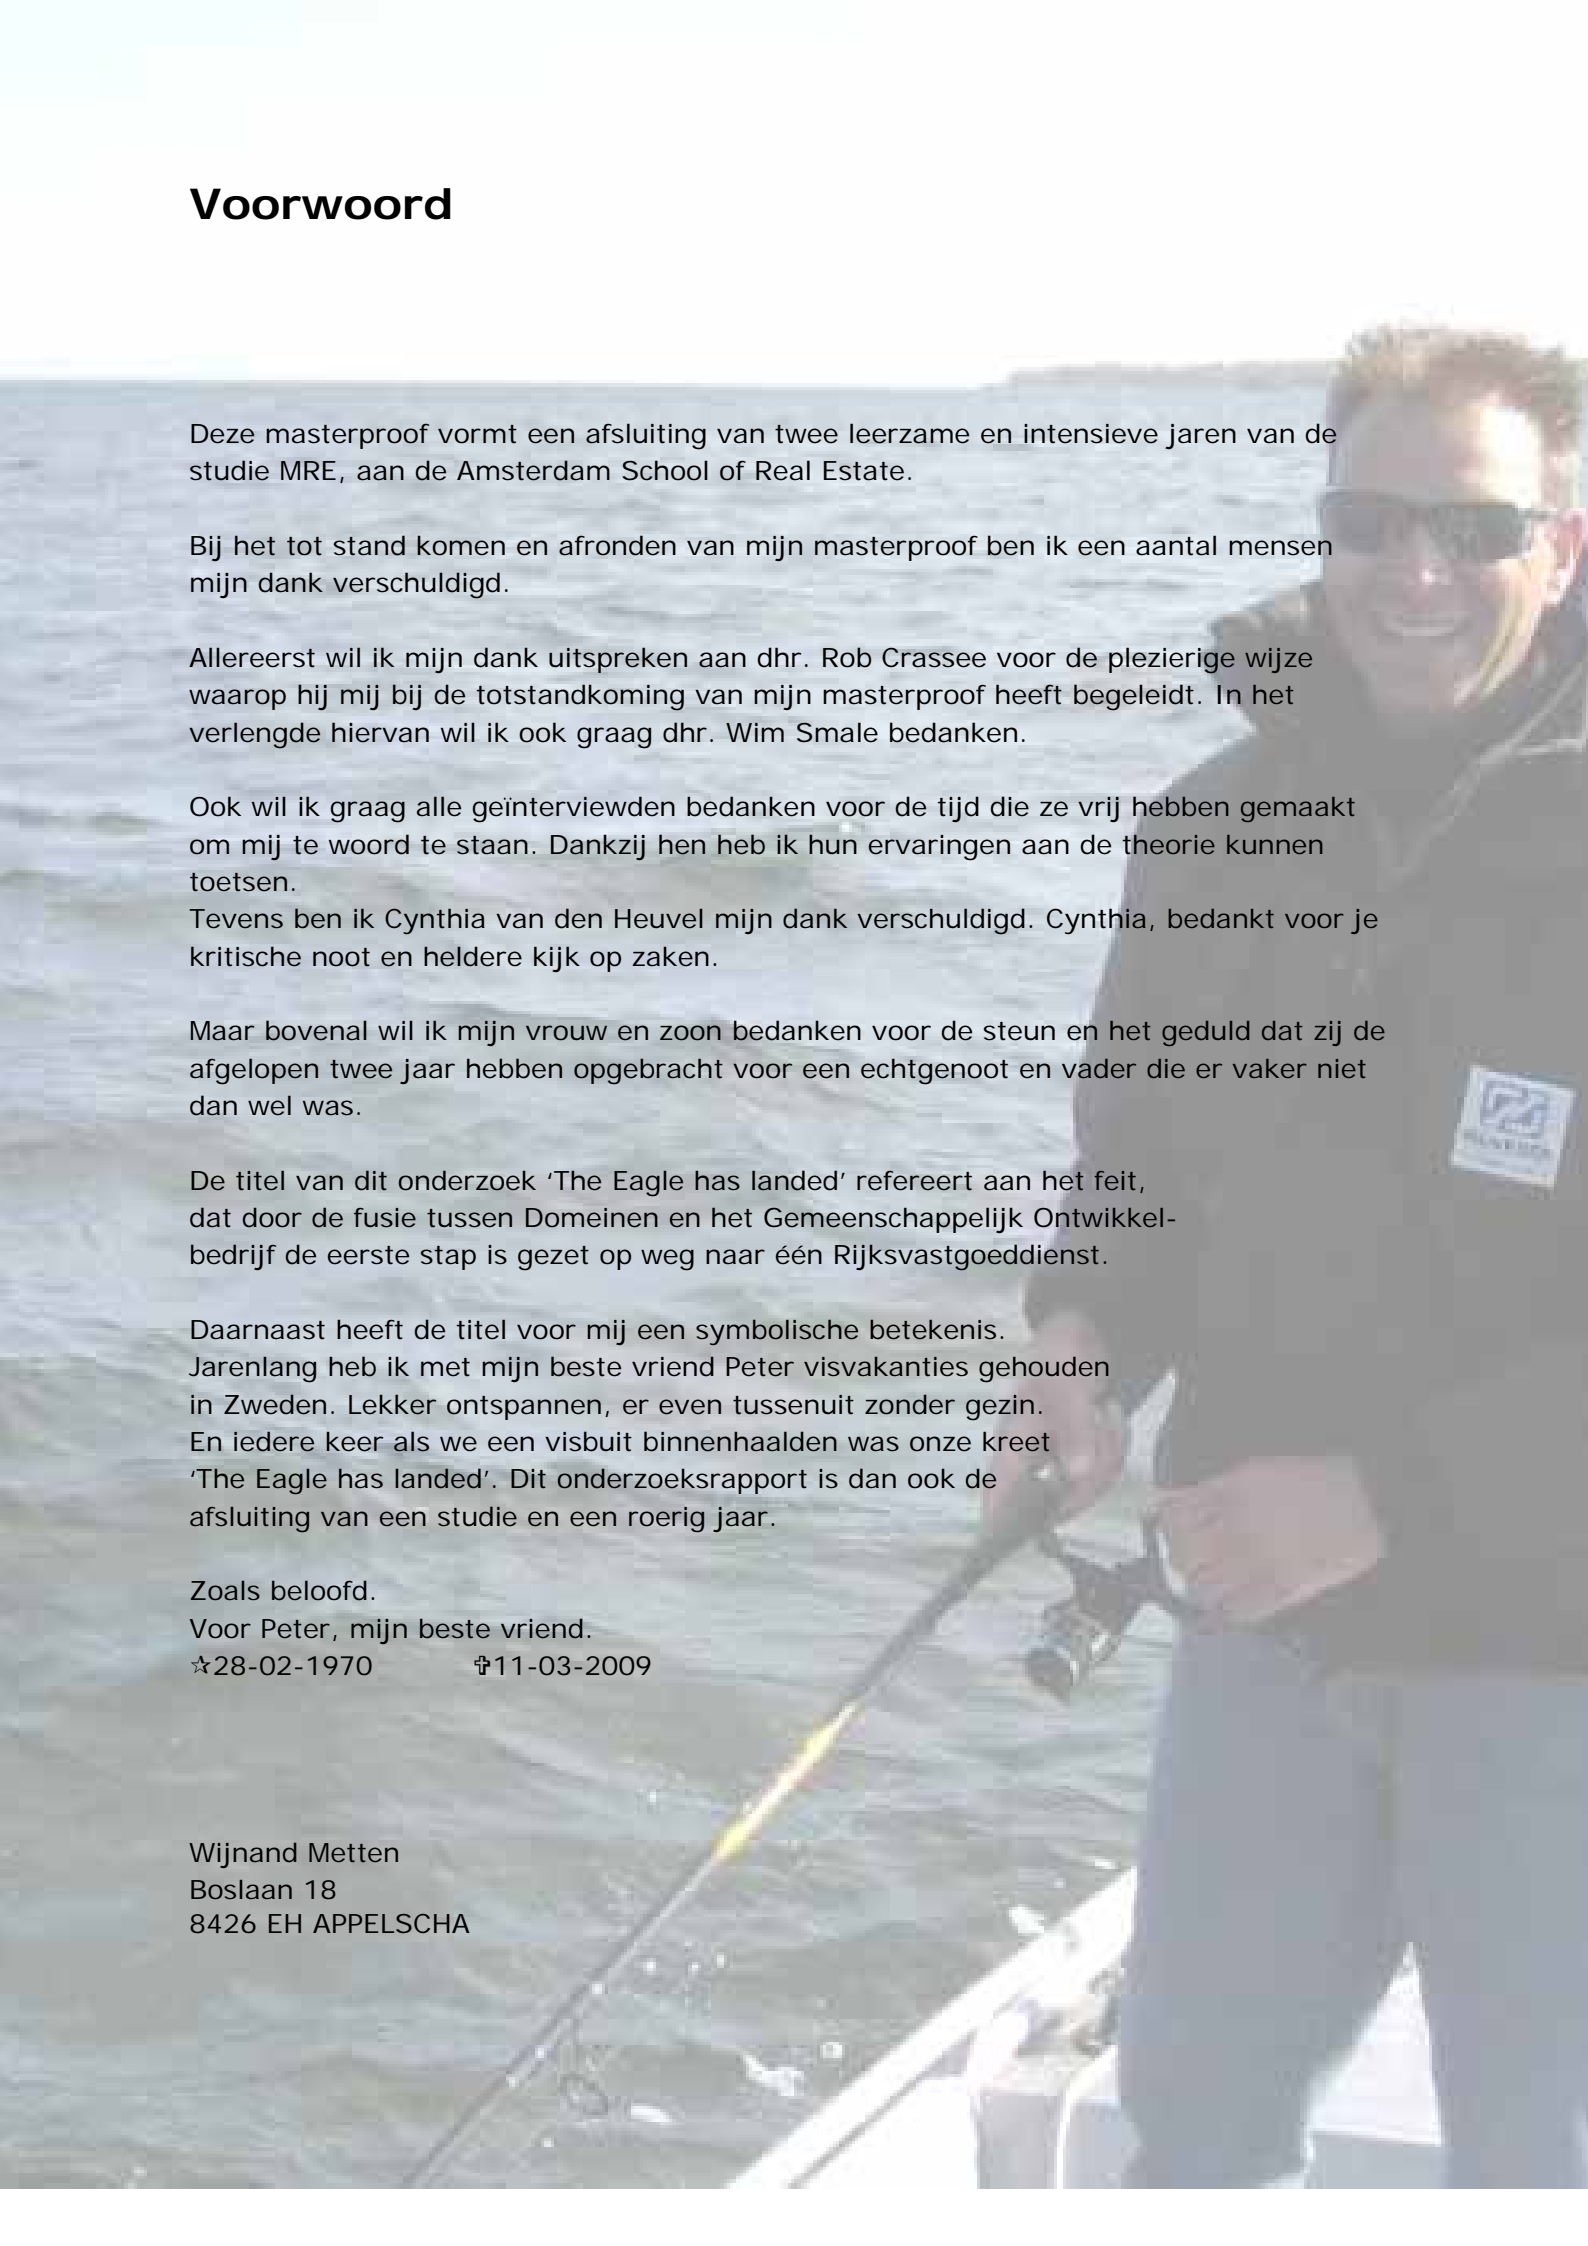 Voorwoord
Deze masterproof vormt een afsluiting van twee leerzame en intensieve jaren van de
studie MRE, aan de Amsterdam School of Real Estate.
Bij het tot stand komen en afronden van mijn masterproof ben ik een aantal mensen
mijn dank verschuldigd.
Allereerst wil ik mijn dank uitspreken aan dhr. Rob Crassee voor de plezierige wijze
waarop hij mij bij de totstandkoming van mijn masterproof heeft begeleidt. In het
verlengde hiervan wil ik ook graag dhr. Wim Smale bedanken.
Ook wil ik graag alle geïnterviewden bedanken voor de tijd die ze vrij hebben gemaakt
om mij te woord te staan. Dankzij hen heb ik hun ervaringen aan de theorie kunnen
toetsen.
Tevens ben ik Cynthia van den Heuvel mijn dank verschuldigd. Cynthia, bedankt voor je
kritische noot en heldere kijk op zaken.
Maar bovenal wil ik mijn vrouw en zoon bedanken voor de steun en het geduld dat zij de
afgelopen twee jaar hebben opgebracht voor een echtgenoot en vader die er vaker niet
dan wel was.
De titel van dit onderzoek ‘The Eagle has landed’ refereert aan het feit,
dat door de fusie tussen Domeinen en het Gemeenschappelijk Ontwikkel-
bedrijf de eerste stap is gezet op weg naar één Rijksvastgoeddienst.
Daarnaast heeft de titel voor mij een symbolische betekenis.
Jarenlang heb ik met mijn beste vriend Peter visvakanties gehouden
in Zweden. Lekker ontspannen, er even tussenuit zonder gezin.
En iedere keer als we een visbuit binnenhaalden was onze kreet
‘The Eagle has landed’. Dit onderzoeksrapport is dan ook de
afsluiting van een studie en een roerig jaar.
Zoals beloofd.
Voor Peter, mijn beste vriend.
☆28-02-1970 ✞11-03-2009
Wijnand Metten
Boslaan 18
8426 EH APPELSCHA